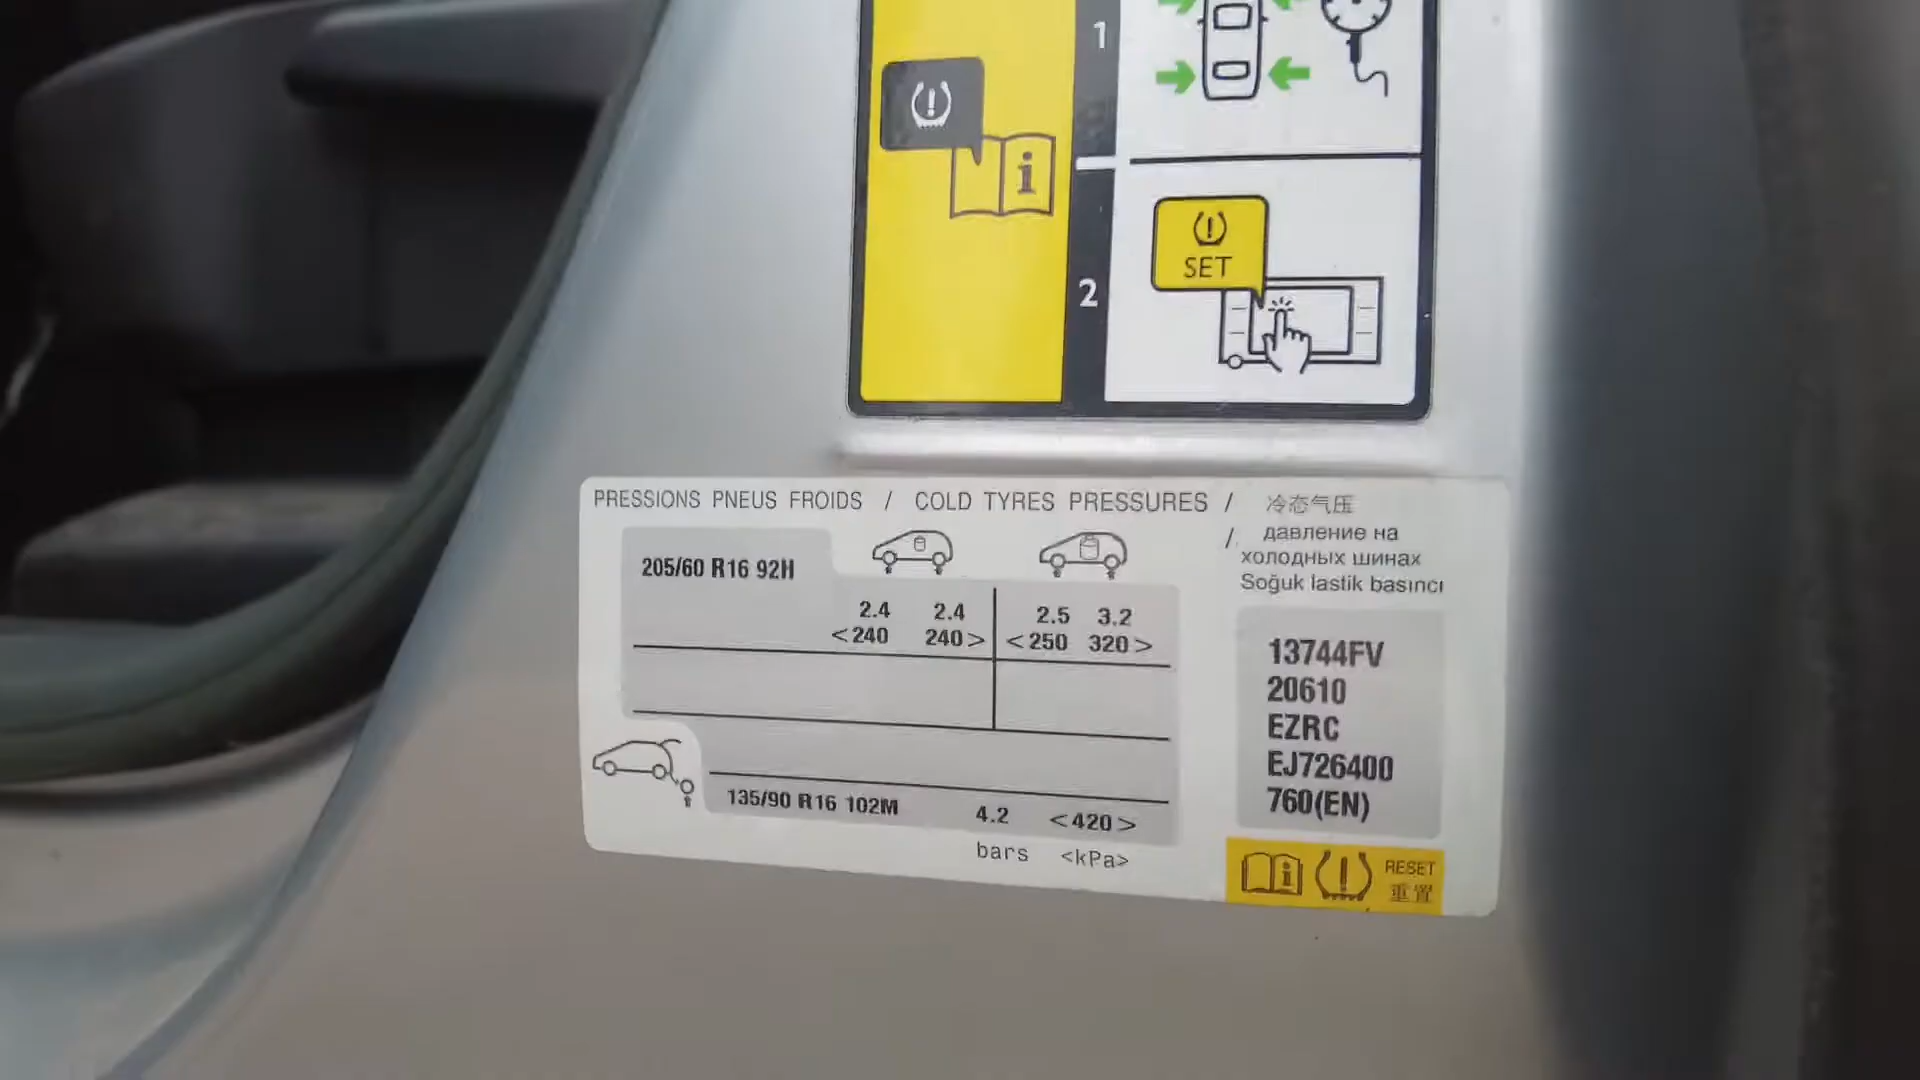 1
2
SET
PRESSIONS PNEUS FROIDS / COLD TYRES PRESSURES / 冷态气压
/ давление на
холодных шинах
Soğuk lastik basıncı
205/60 R16 92H
2.4 2.4 2.5 3.2
<240 240> <250 320>
135/90 R16 102M 4.2 <420>
bars <kPa>
13744FV
20610
EZRC
EJ726400
760(EN)
RESET
重置